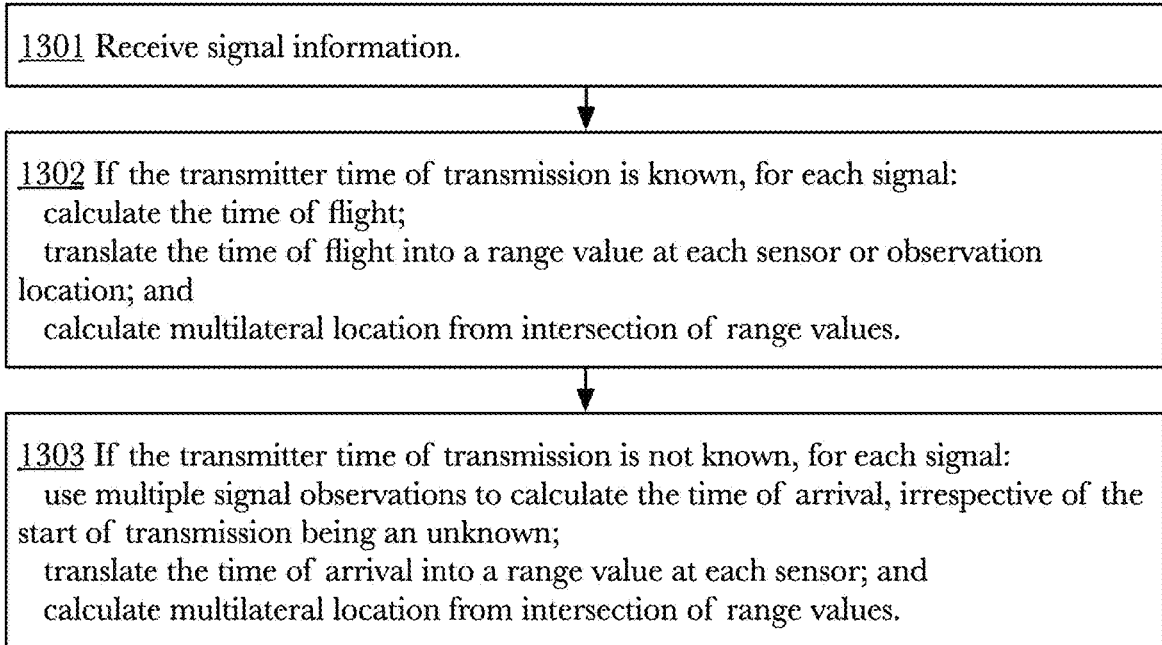 1301 Receive signal information.
1302 If the transmitter time of transmission is known, for each signal:
calculate the time of flight;
translate the time of flight into a range value at each sensor or observation
location; and
calculate multilateral location from intersection of range values.
1303 If the transmitter time of transmission is not known, for each signal:
use multiple signal observations to calculate the time of arrival, irrespective of the
start of transmission being an unknown;
translate the time of arrival into a range value at each sensor; and
calculate multilateral location from intersection of range values.